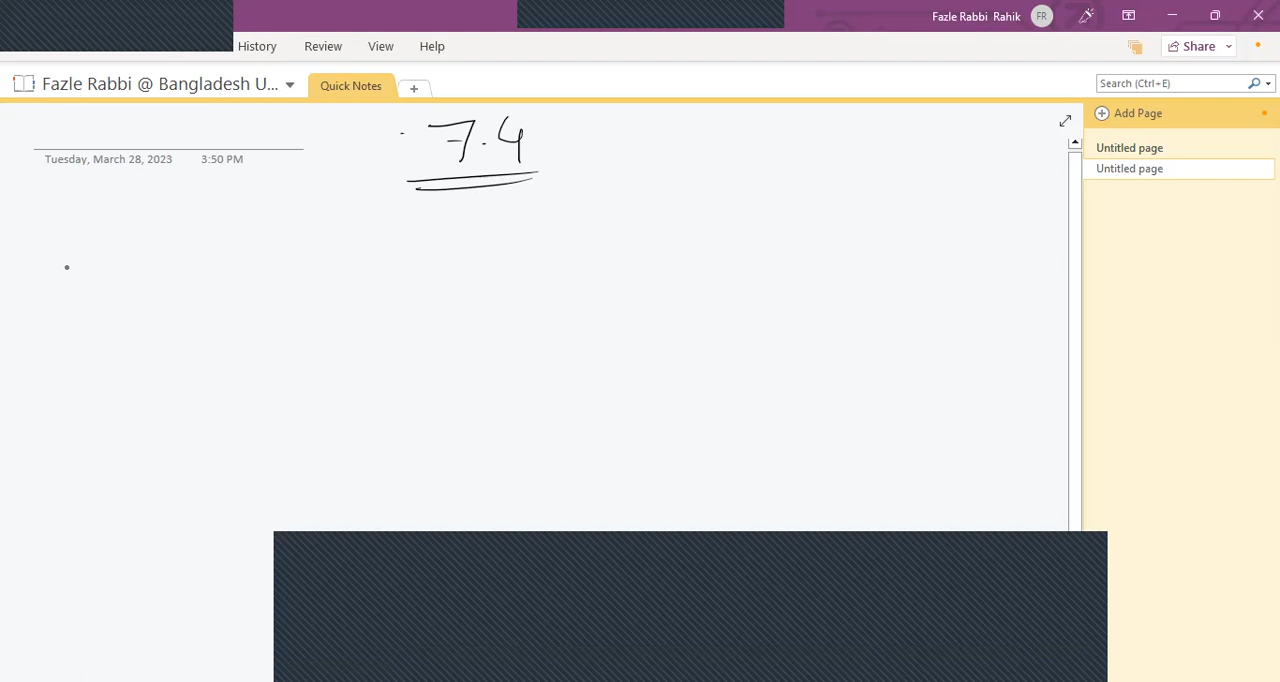 Fazle Rabbi Rahik FR
History Review View Help Share
Fazle Rabbi @ Bangladesh U... Quick Notes + Search (Ctrl+E)
Add Page
7.4
Untitled page
Tuesday, March 28, 2023 3:50 PM
Untitled page